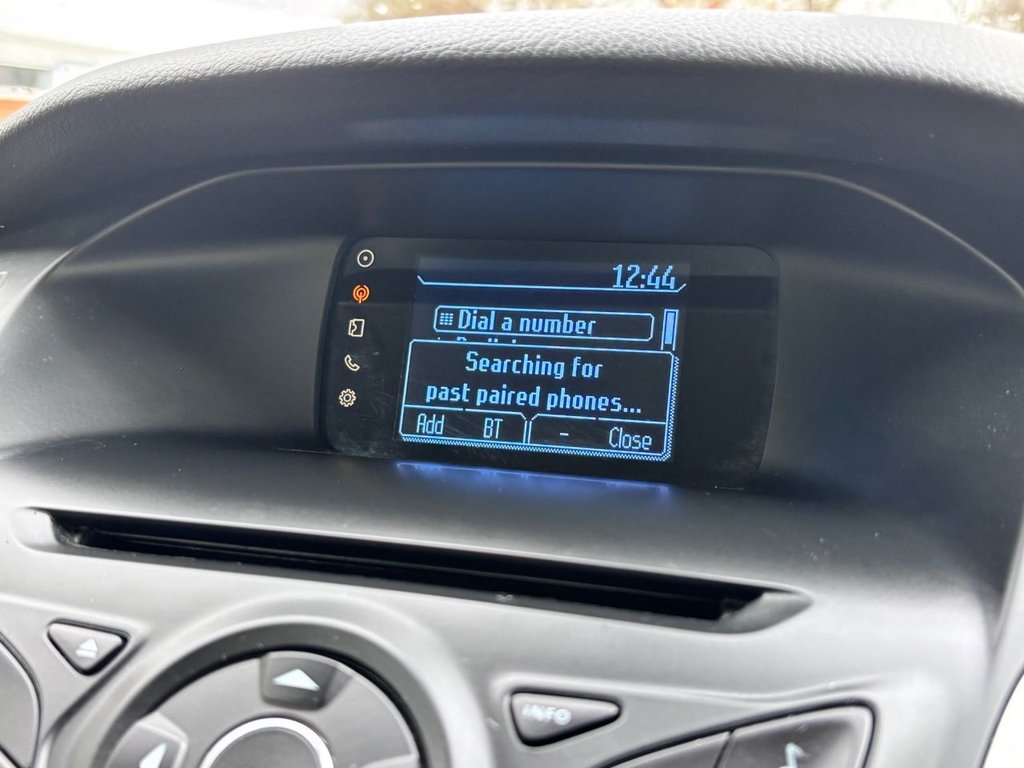 12:44
Dial a number
Searching for
past paired phones...
Add BT - Close
INFO